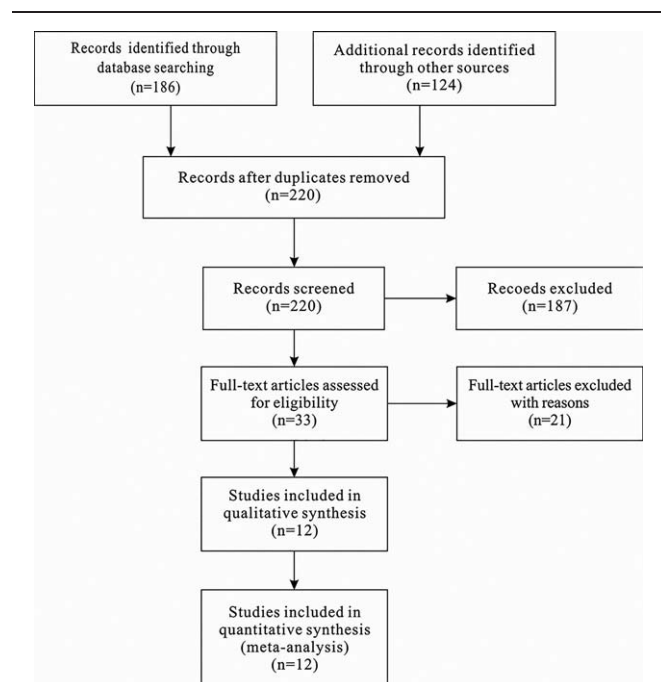 Records identified through
database searching
(n=186)
Additional records identified
through other sources
(n=124)
Records after duplicates removed
(n=220)
Records screened
(n=220)
Recoeds excluded
(n=187)
Full-text articles assessed
for eligibility
(n=33)
Full-text articles excluded
with reasons
(n=21)
Studies included in
qualitative synthesis
(n=12)
Studies included in
quantitative synthesis
(meta-analysis)
(n=12)